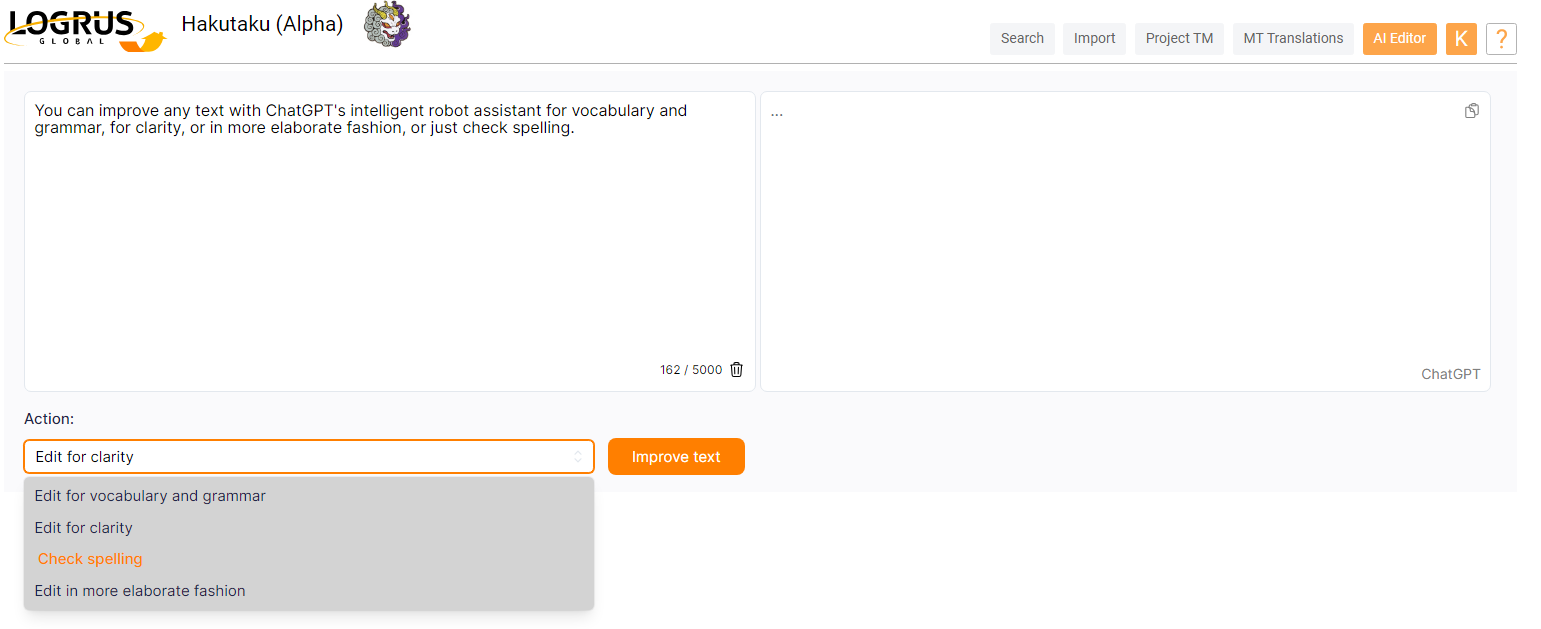 LOGRUS
GLOBAL
Hakutaku (Alpha)
Search
Import
Project TM
MT Translations
AI Editor
K
?
You can improve any text with ChatGPT's intelligent robot assistant for vocabulary and
grammar, for clarity, or in more elaborate fashion, or just check spelling.
162 / 5000
...
ChatGPT
Action:
Edit for clarity
Improve text
Edit for vocabulary and grammar
Edit for clarity
Check spelling
Edit in more elaborate fashion